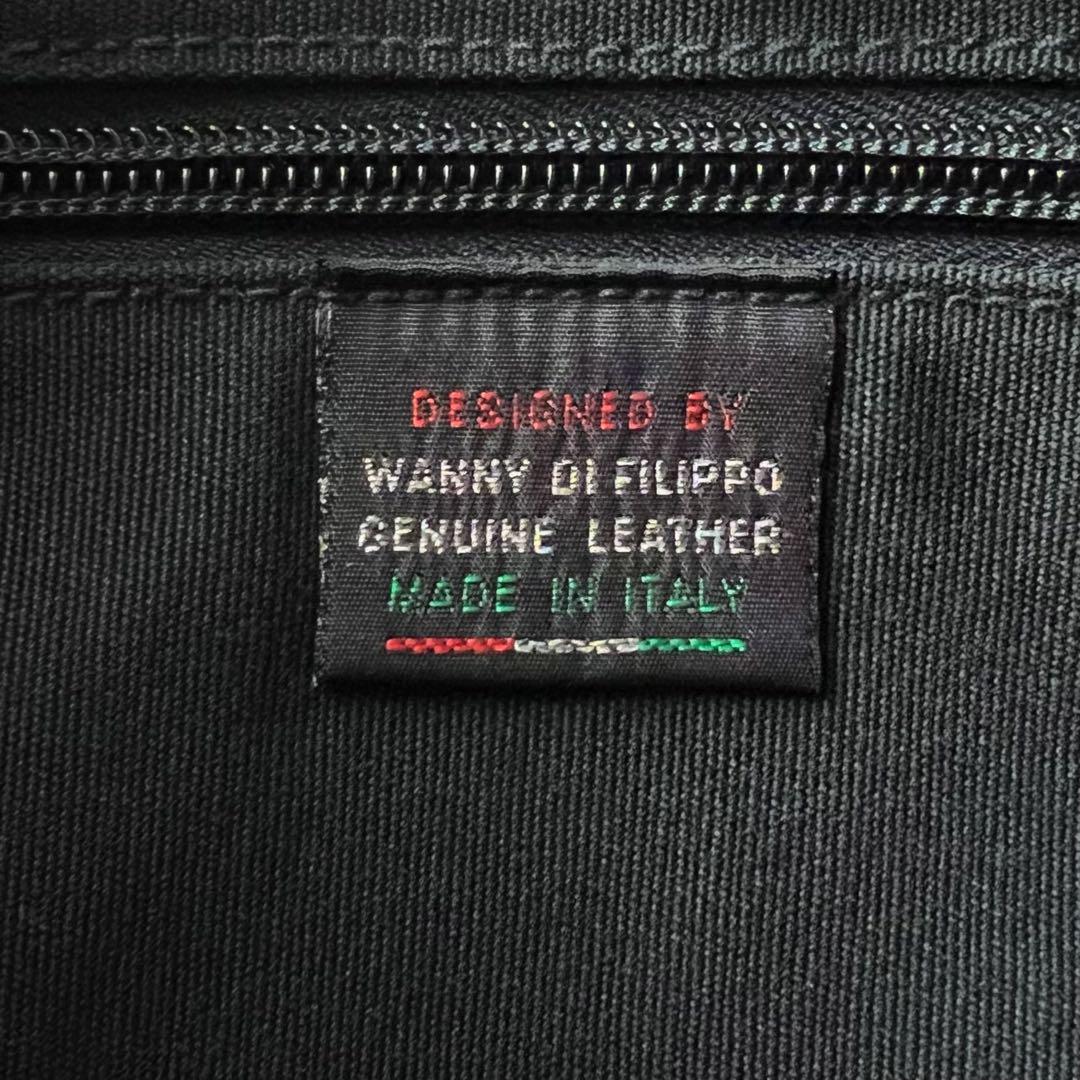 DESIGNED BY
WANNY DI FILIPPO
GENUINE LEATHER
MADE IN ITALY